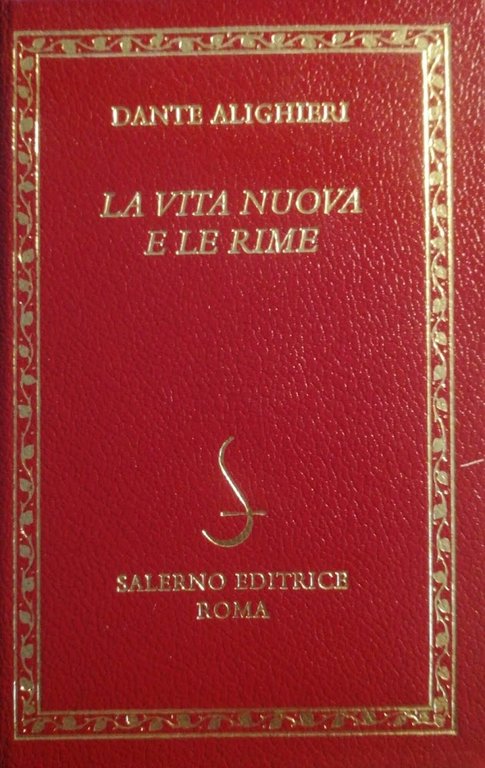 DANTE ALIGHIERI
LA VITA NUOVA
E LE RIME
SALERNO EDITRICE
ROMA